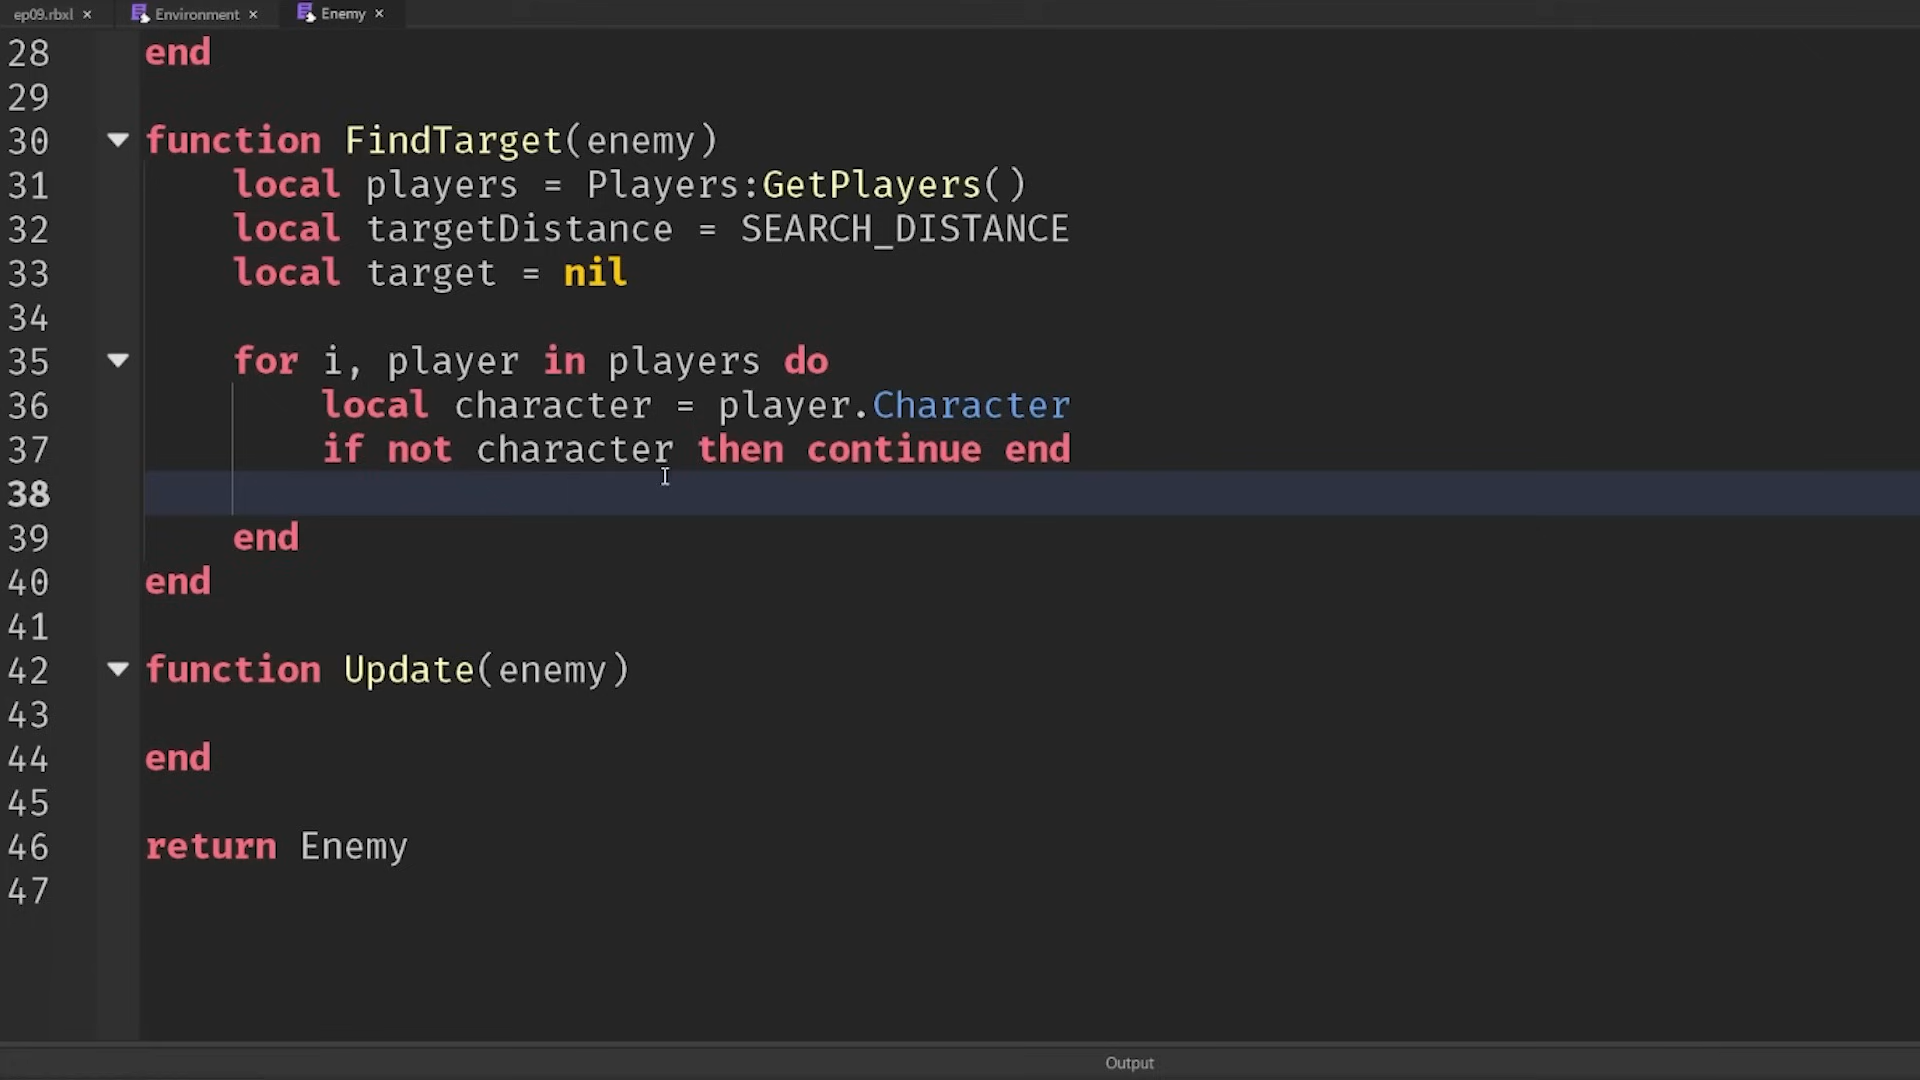 ep09.rbxl × Environment × Enemy ×
28 end
29
30 function FindTarget(enemy)
31 local players = Players:GetPlayers()
32 local targetDistance = SEARCH_DISTANCE
33 local target = nil
34
35 for i, player in players do
36 local character = player.Character
37 if not character then continue end
38
39 end
40 end
41
42 function Update(enemy)
43
44 end
45
46 return Enemy
47
Output